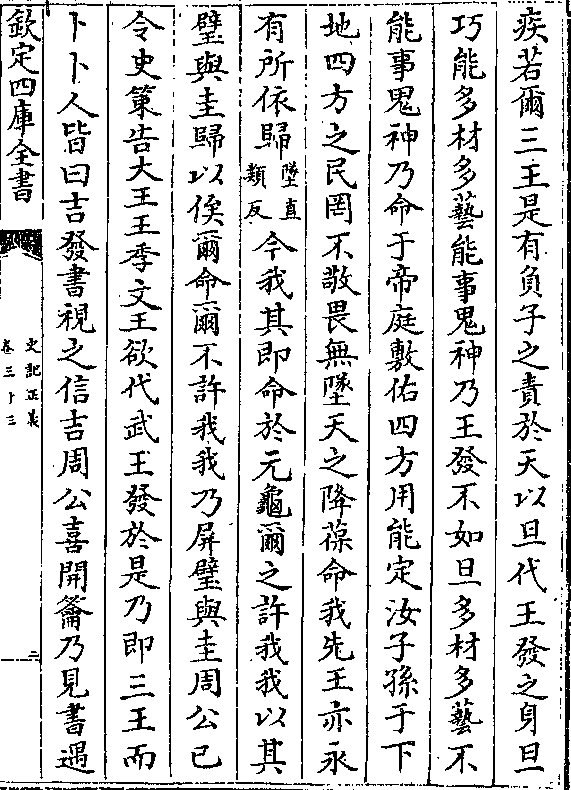 疾若爾三王是有負子之責於天以旦代王發之身旦
巧能多材多藝能事鬼神乃王發不如旦多材多藝不
能事鬼神乃命于帝庭敷佑四方用能定汝子孫于下
地四方之民罔不敬畏無墜天之降葆命我先王亦永
有所依歸墜直類反今我其即命於元龜爾之許我我以其
璧與圭歸以俟爾命爾不許我我乃屏璧與圭周公已
令史策告大王王季文王欲代武王發於是乃即三王而
卜卜人皆曰吉發書視之信吉周公喜開籥乃見書遇
欽定四庫全書
史記正義
卷三十三
三